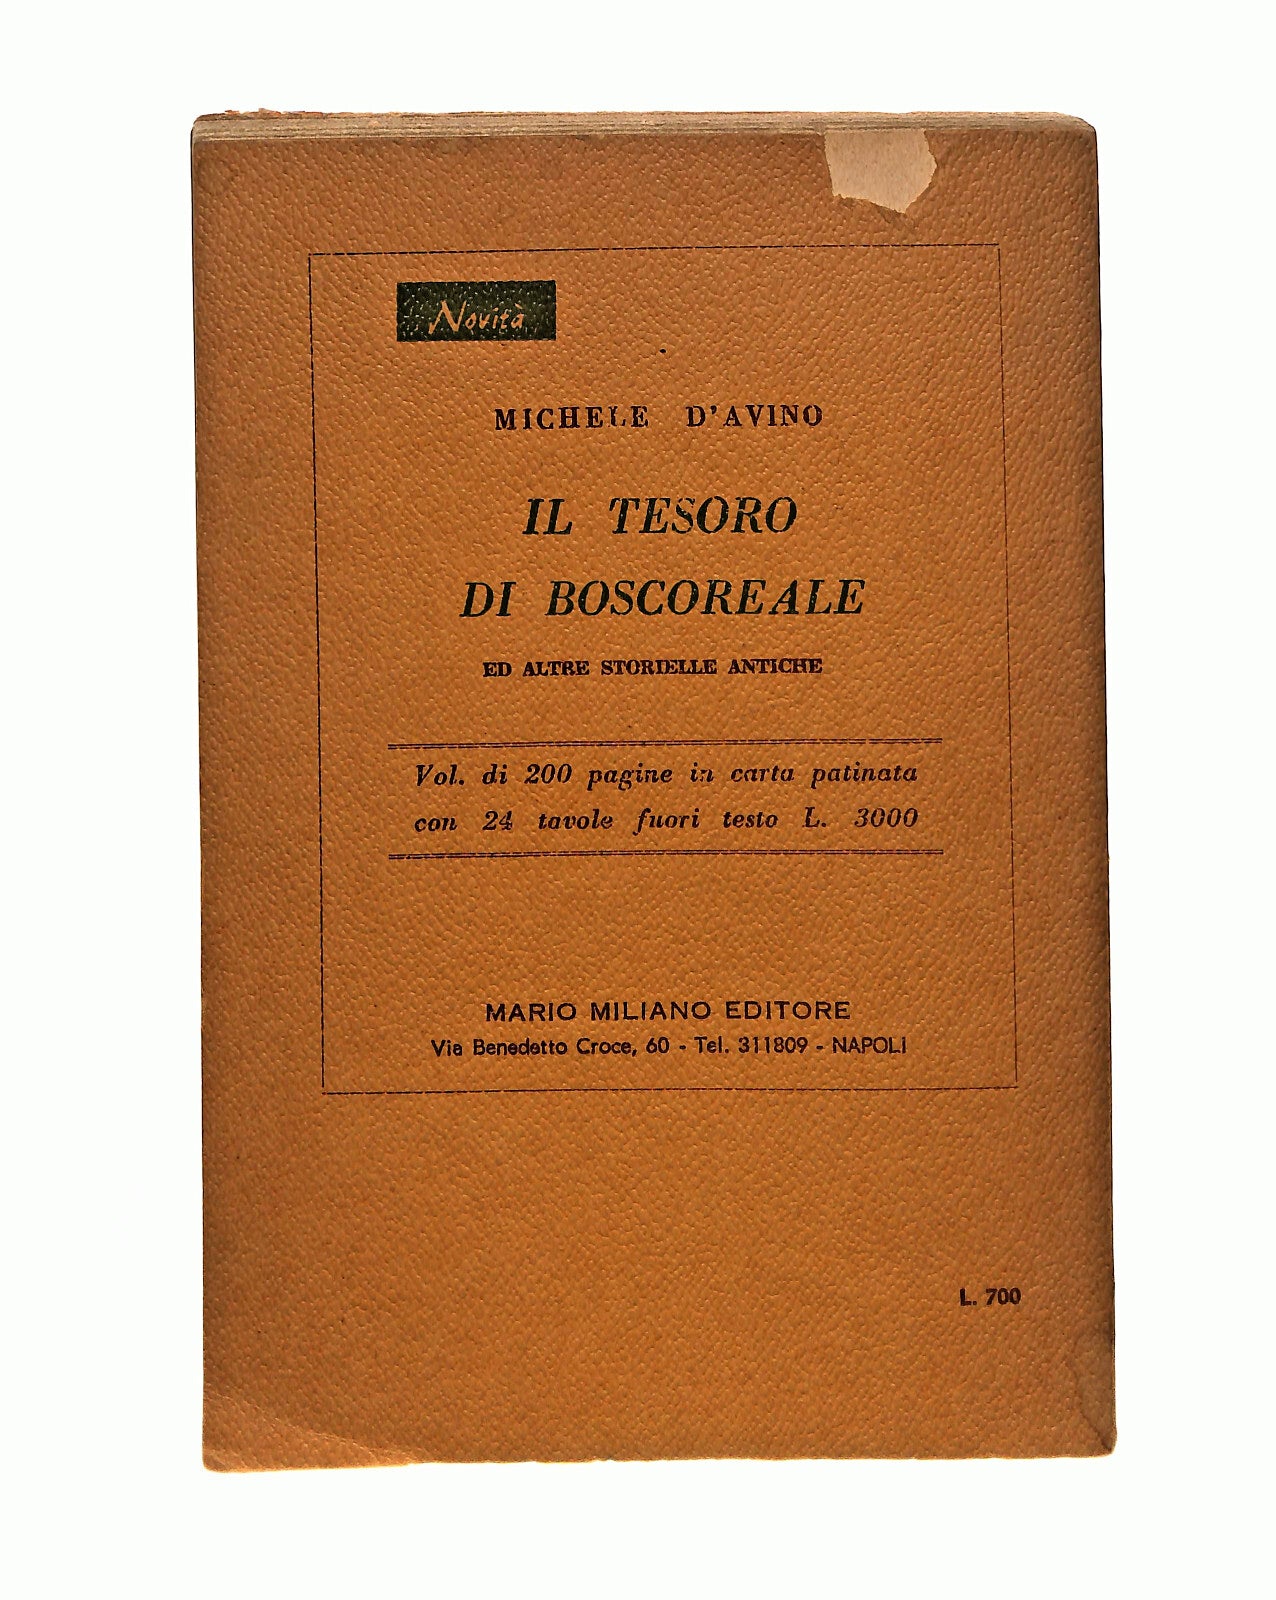 Novità
MICHELE D'AVINO
IL TESORO
DI BOSCOREALE
ED ALTRE STORIELLE ANTICHE
Vol. di 200 pagine in carta patinata
con 24 tavole fuori testo L. 3000
MARIO MILIANO EDITORE
Via Benedetto Croce, 60 - Tel. 311809 - NAPOLI
L. 700